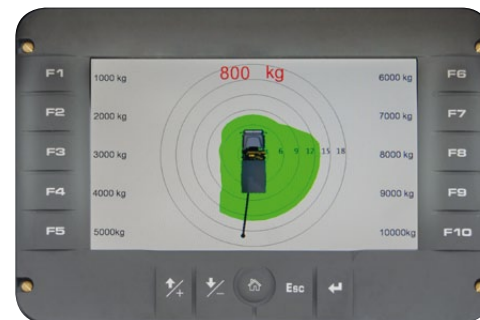 800 kg
F1 1000 kg 6000 kg F6
F2 2000 kg 7000 kg F7
F3 3000 kg 6 9 12 15 18 8000 kg F8
F4 4000 kg 9000 kg F9
F5 5000kg 10000kg F10
+ - Esc